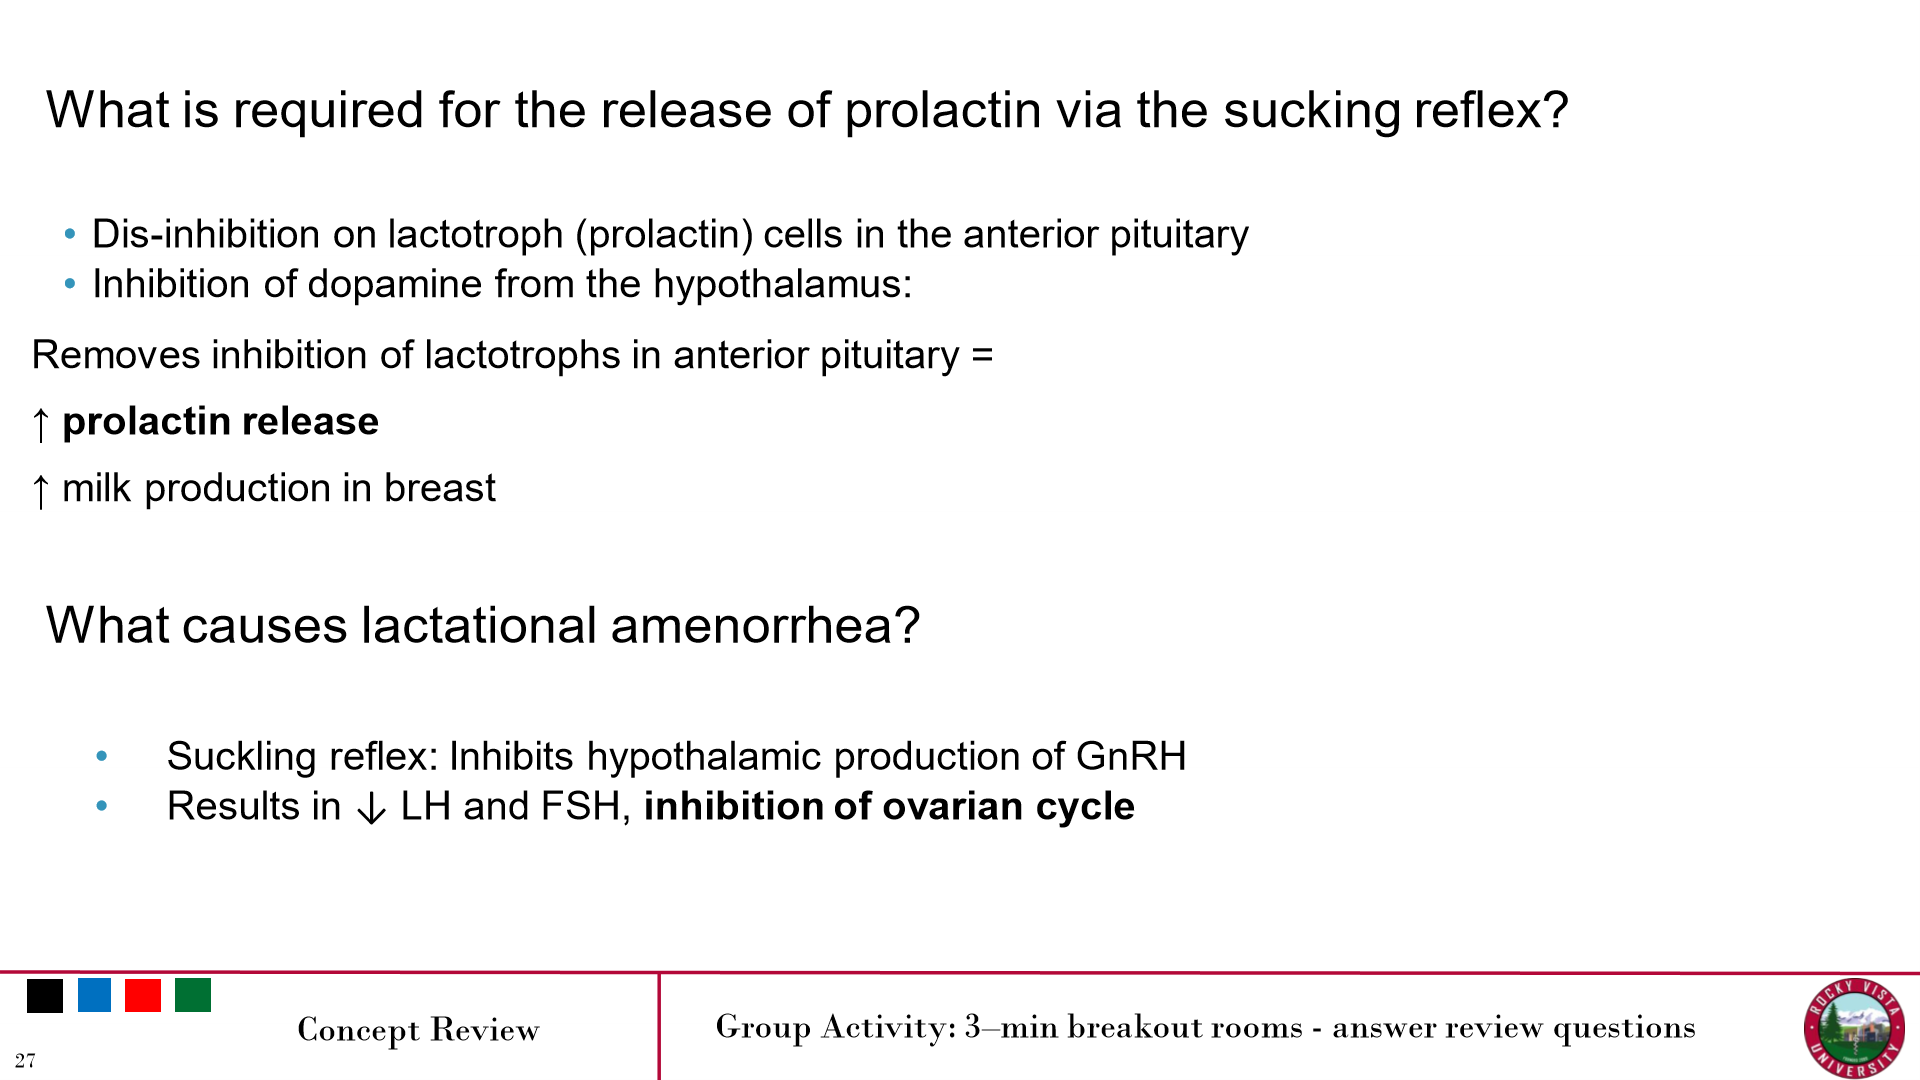 What is required for the release of prolactin via the sucking reflex?
• Dis-inhibition on lactotroph (prolactin) cells in the anterior pituitary
• Inhibition of dopamine from the hypothalamus:
Removes inhibition of lactotrophs in anterior pituitary =
↑ prolactin release
↑ milk production in breast
What causes lactational amenorrhea?
• Suckling reflex: Inhibits hypothalamic production of GnRH
• Results in ↓ LH and FSH, inhibition of ovarian cycle
Concept Review
Group Activity: 3–min breakout rooms - answer review questions
27
ROCKY VISTA
UNIVERSITY